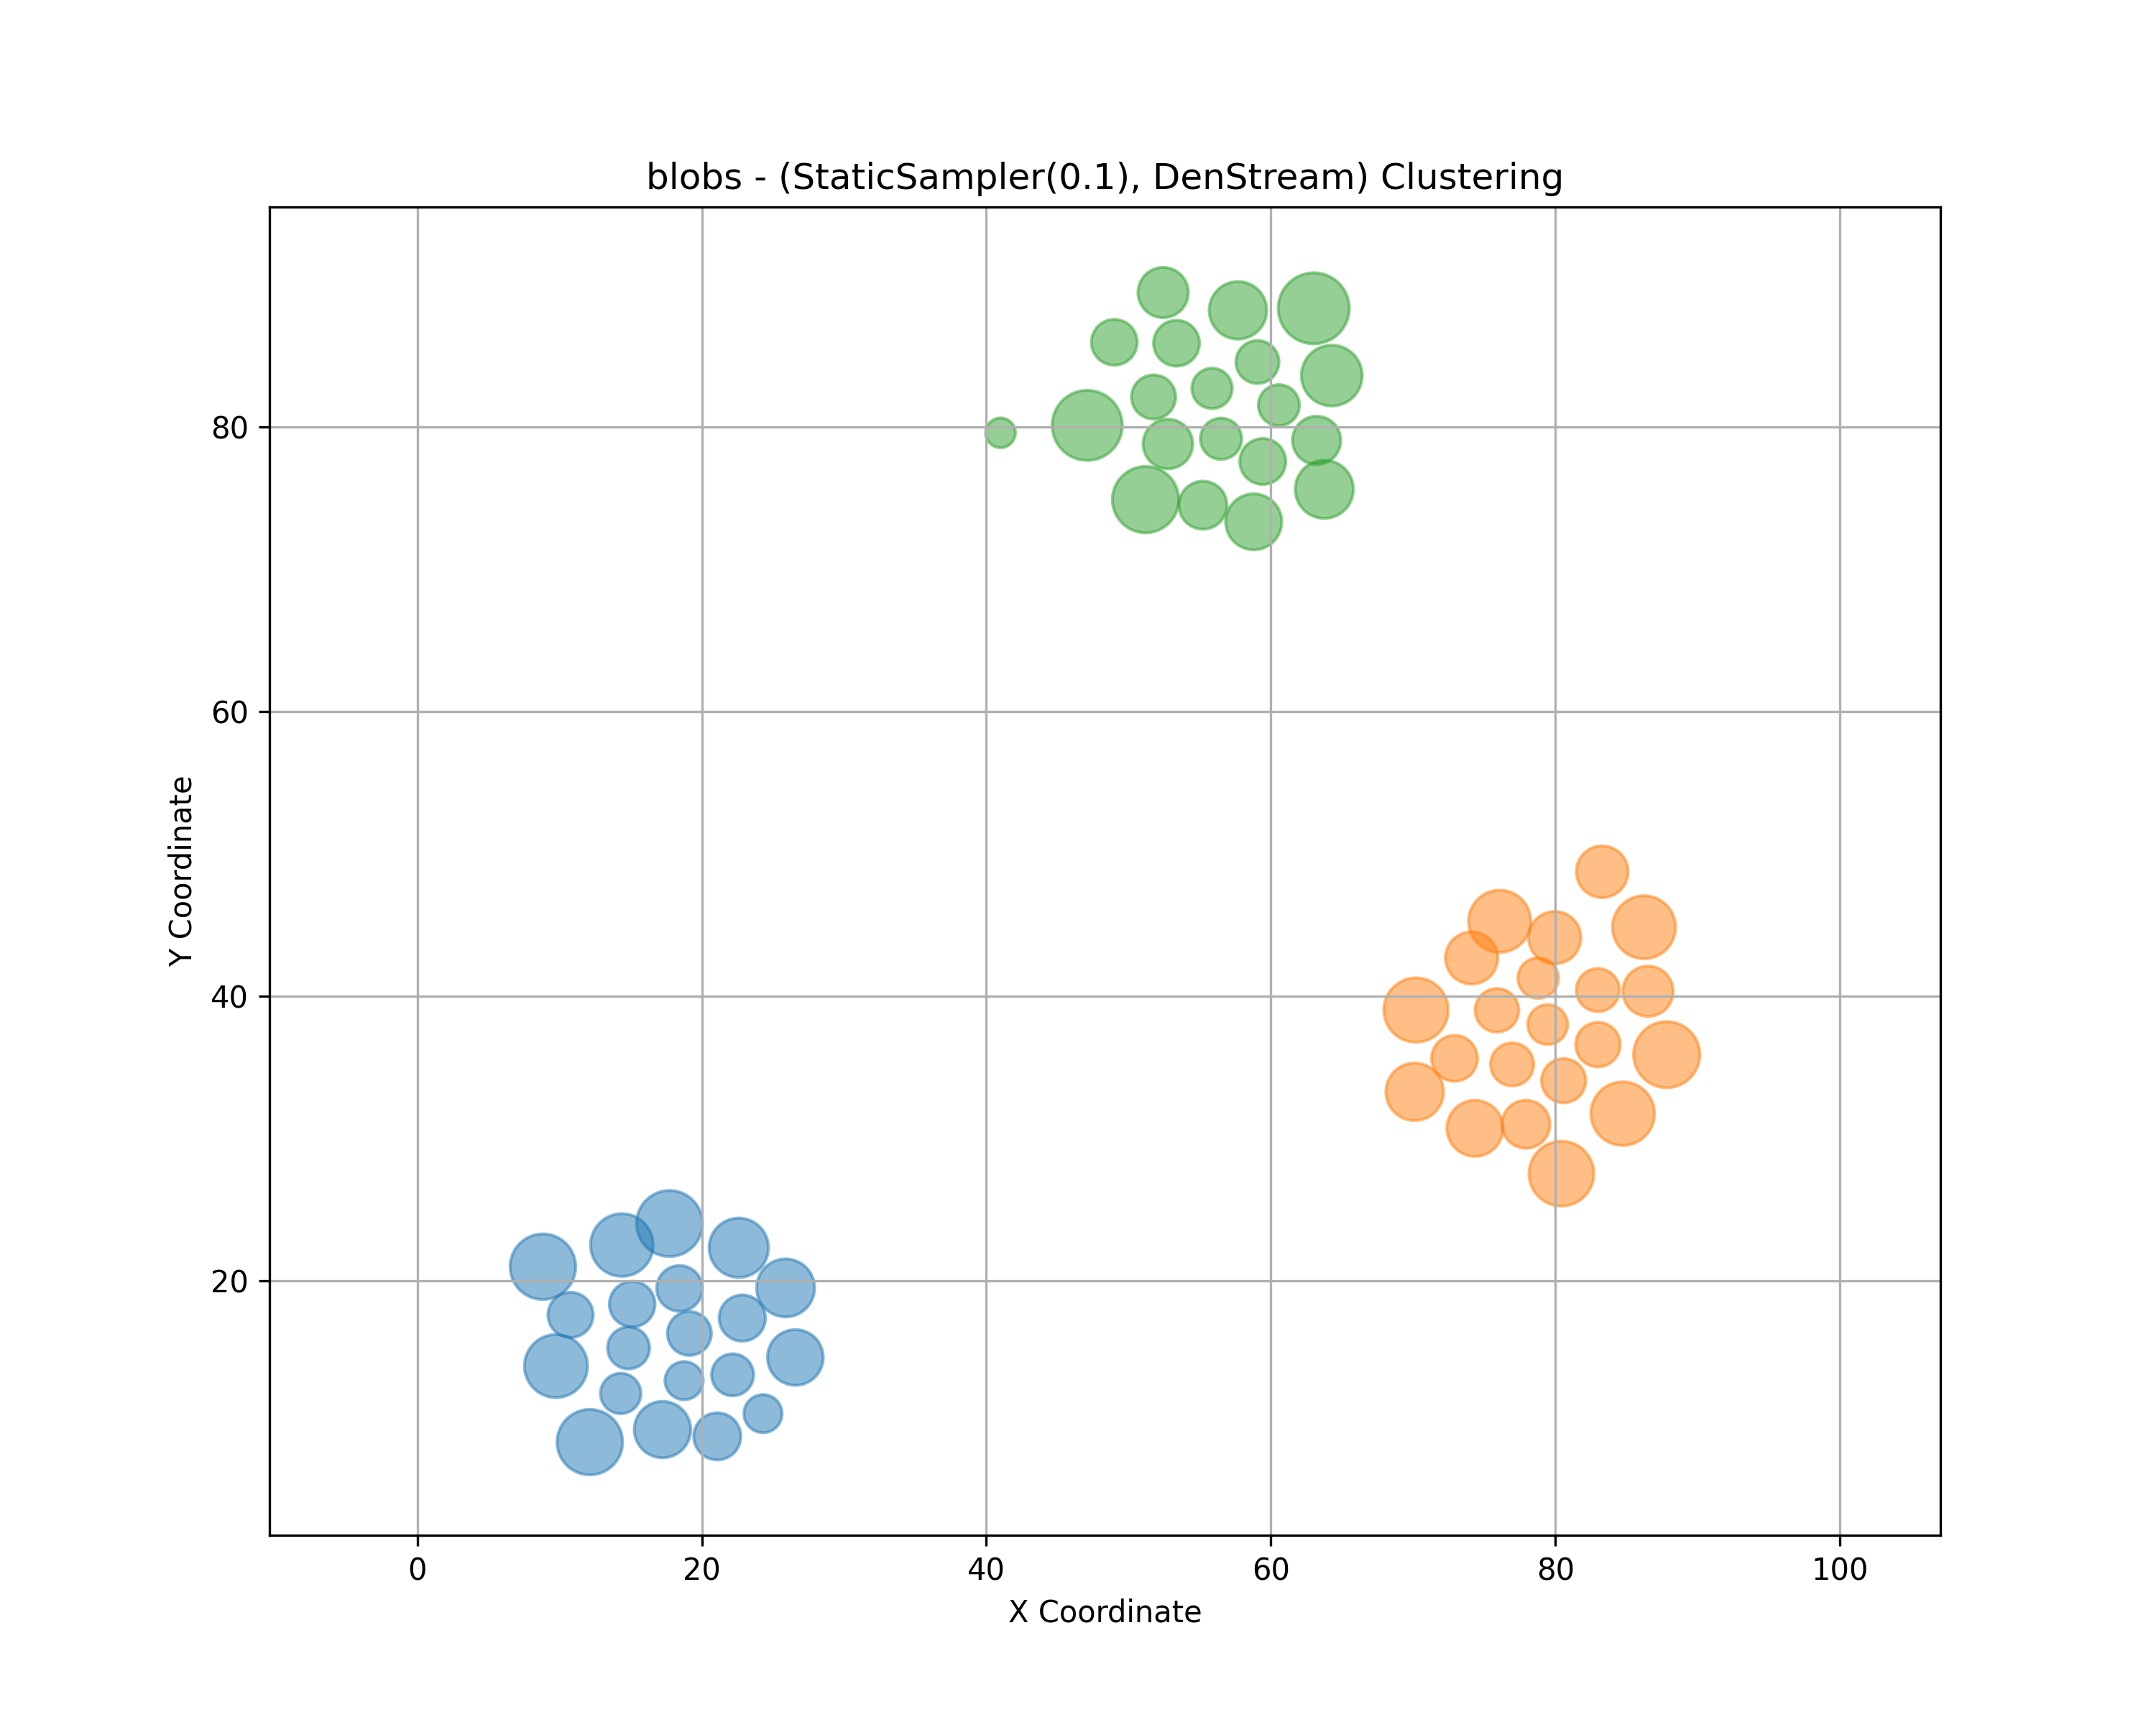 blobs - (StaticSampler(0.1), DenStream) Clustering
80
60
40
20
Y Coordinate
0 20 40 60 80 100
X Coordinate